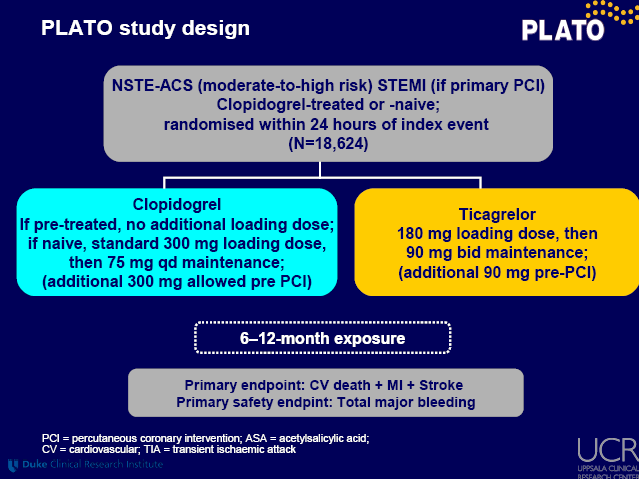 PLATO study design
PLATO
NSTE-ACS (moderate-to-high risk) STEMI (if primary PCI)
Clopidogrel-treated or -naive;
randomised within 24 hours of index event
(N=18,624)
Clopidogrel
If pre-treated, no additional loading dose;
if naive, standard 300 mg loading dose,
then 75 mg qd maintenance;
(additional 300 mg allowed pre PCI)
Ticagrelor
180 mg loading dose, then
90 mg bid maintenance;
(additional 90 mg pre-PCI)
6–12-month exposure
Primary endpoint: CV death + MI + Stroke
Primary safety endpint: Total major bleeding
PCI = percutaneous coronary intervention; ASA = acetylsalicylic acid;
CV = cardiovascular; TIA = transient ischaemic attack
Duke Clinical Research Institute
UCR
UPPSALA CLINICAL
RESEARCH CENTER